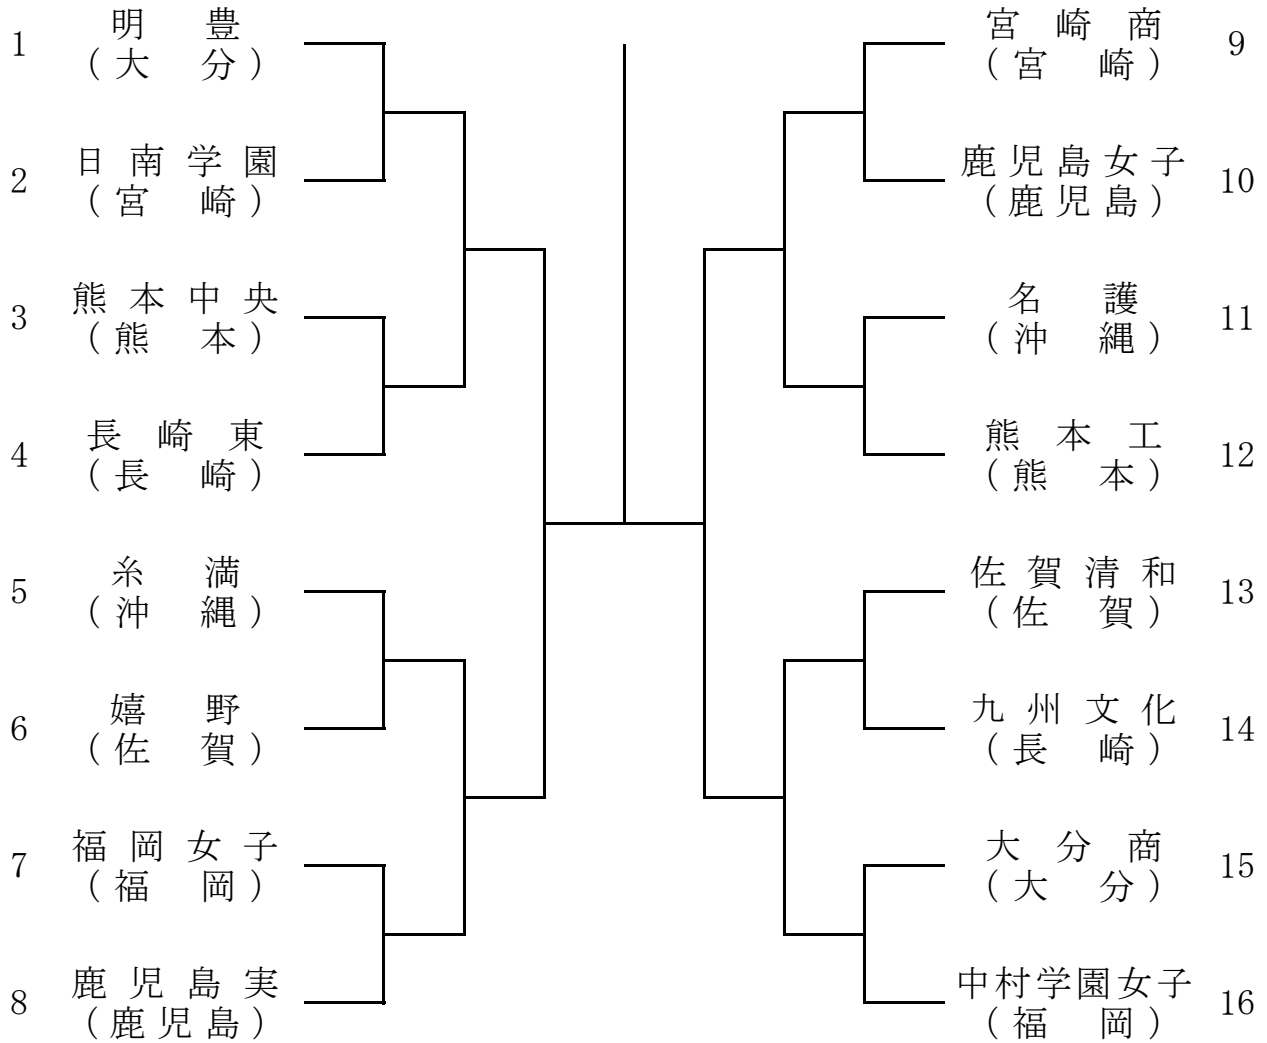 1
明豊
(大分)
2
日南学園
(宮崎)
3
熊本中央
(熊本)
4
長崎東
(長崎)
5
糸満
(沖縄)
6
嬉野
(佐賀)
7
福岡女子
(福岡)
8
鹿児島実
(鹿児島)
宮崎商
(宮崎)
9
鹿児島女子
(鹿児島)
10
名護
(沖縄)
11
熊本工
(熊本)
12
佐賀清和
(佐賀)
13
九州文化
(長崎)
14
大分商
(大分)
15
中村学園女子
(福岡)
16